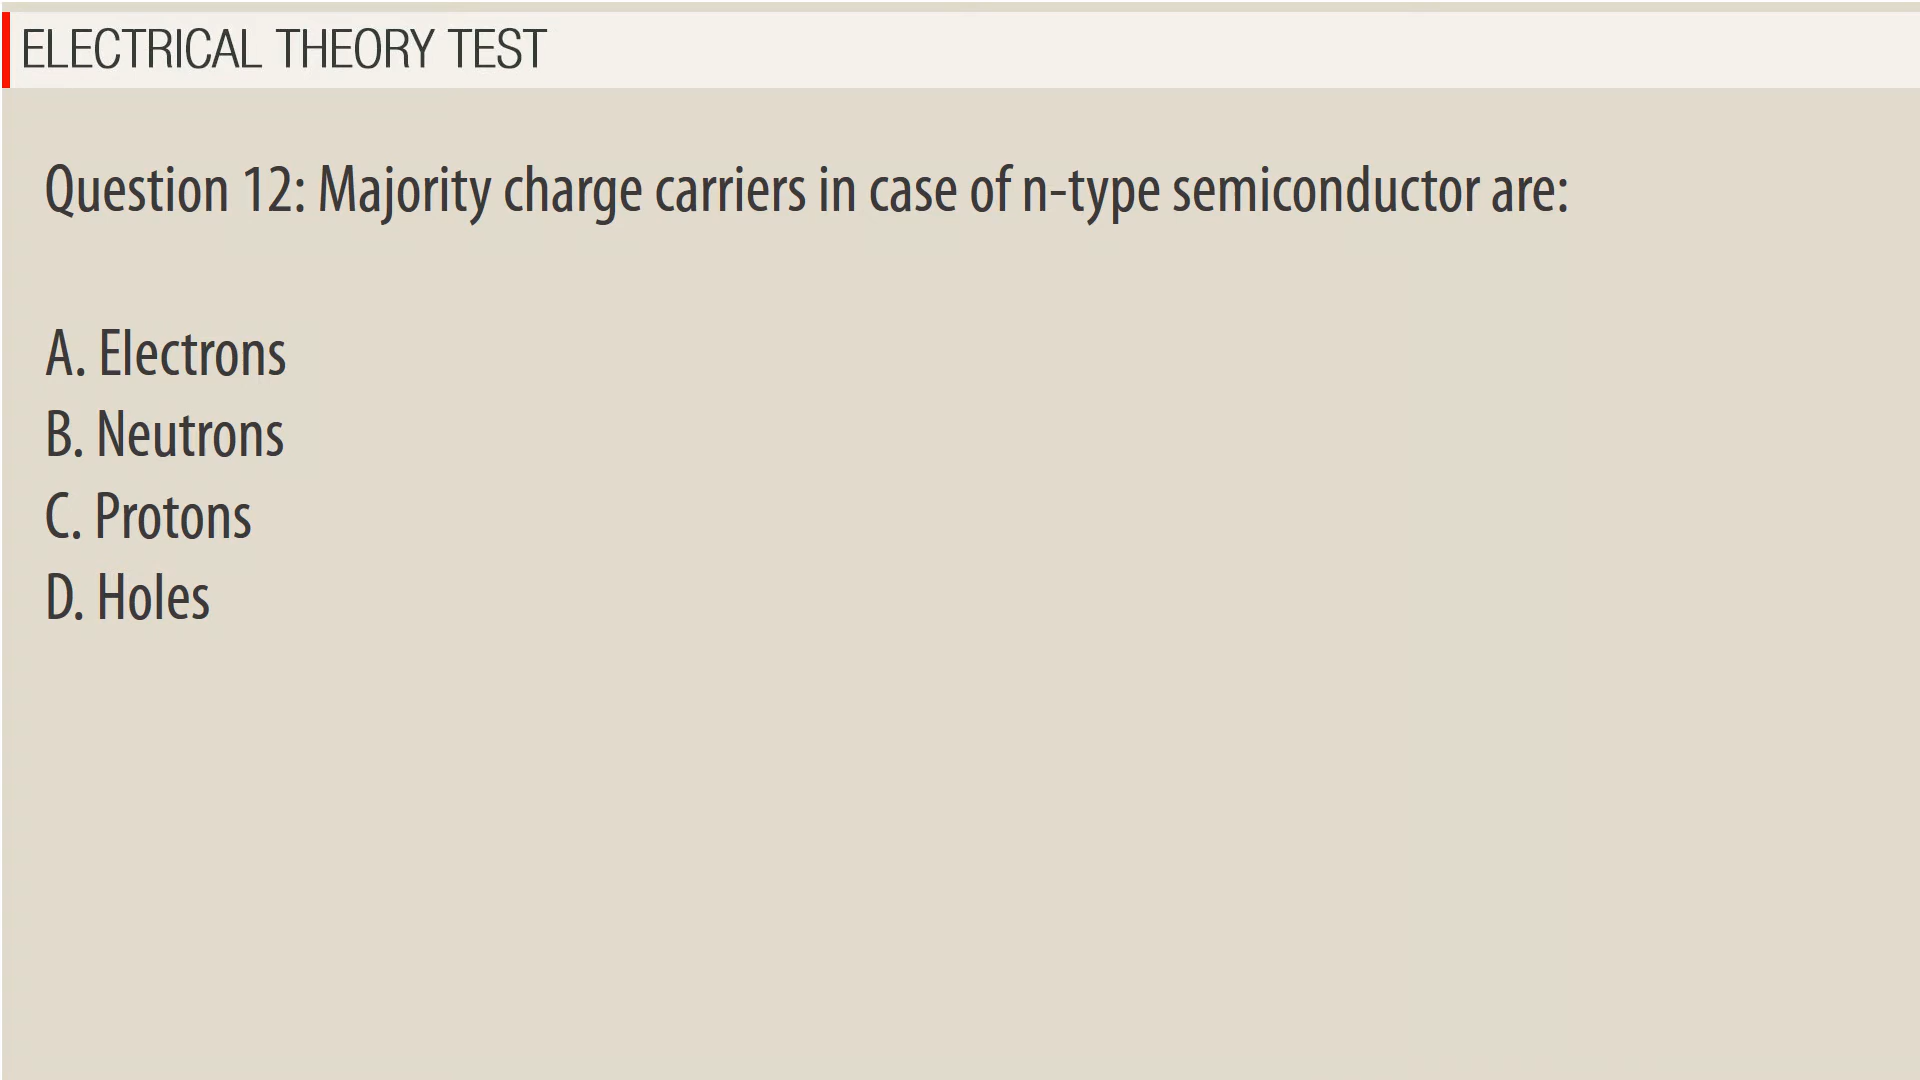 ELECTRICAL THEORY TEST
Question 12: Majority charge carriers in case of n-type semiconductor are:
A. Electrons
B. Neutrons
C. Protons
D. Holes